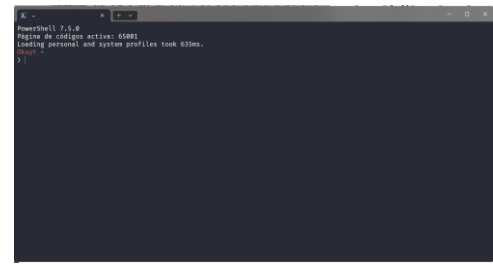 PowerShell 7.5.0
Página de códigos activa: 65001
Loading personal and system profiles took 635ms.
~
❯